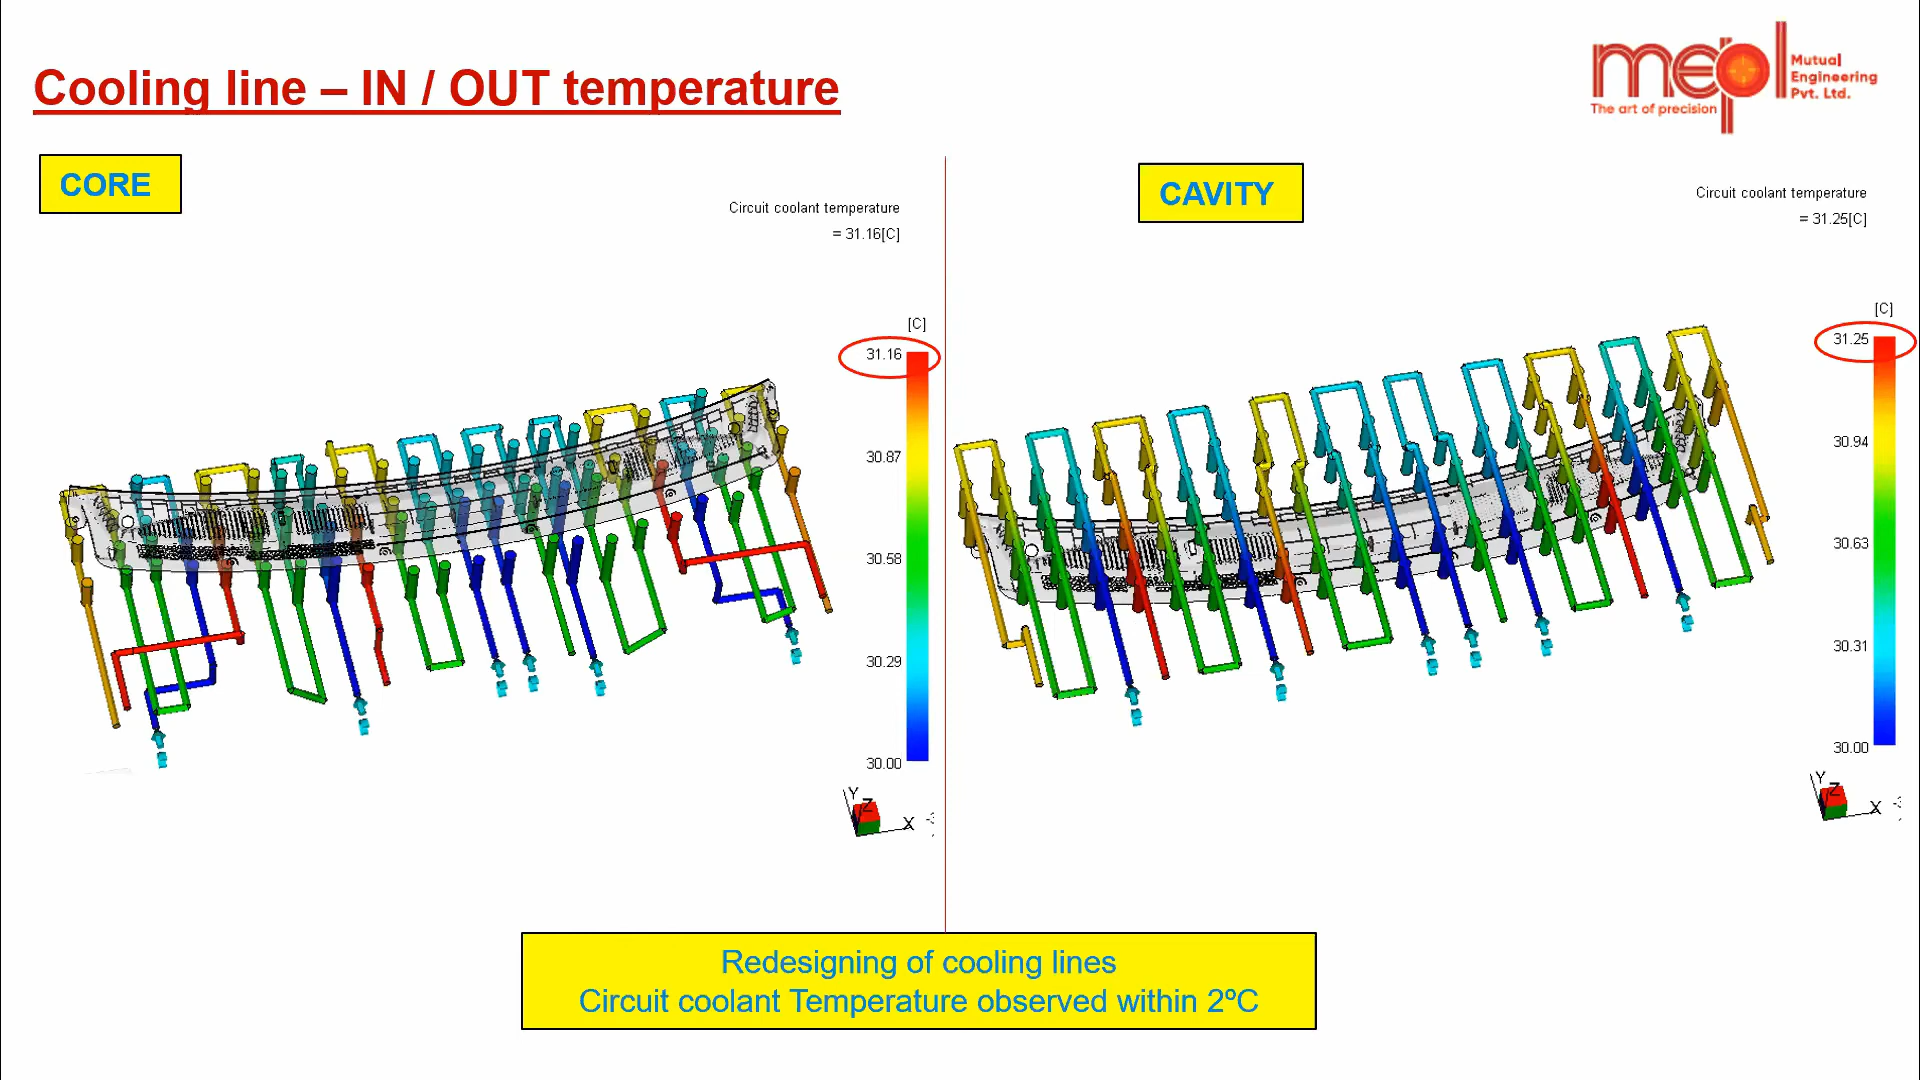 Cooling line – IN / OUT temperature
mepl
Mutual
Engineering
Pvt. Ltd.
The art of precision
CORE
Circuit coolant temperature
= 31.16[C]
[C]
31.16
30.87
30.58
30.29
30.00
Y
Z
X
CAVITY
Circuit coolant temperature
= 31.25[C]
[C]
31.25
30.94
30.63
30.31
30.00
Y
Z
X
Redesigning of cooling lines
Circuit coolant Temperature observed within 2ºC